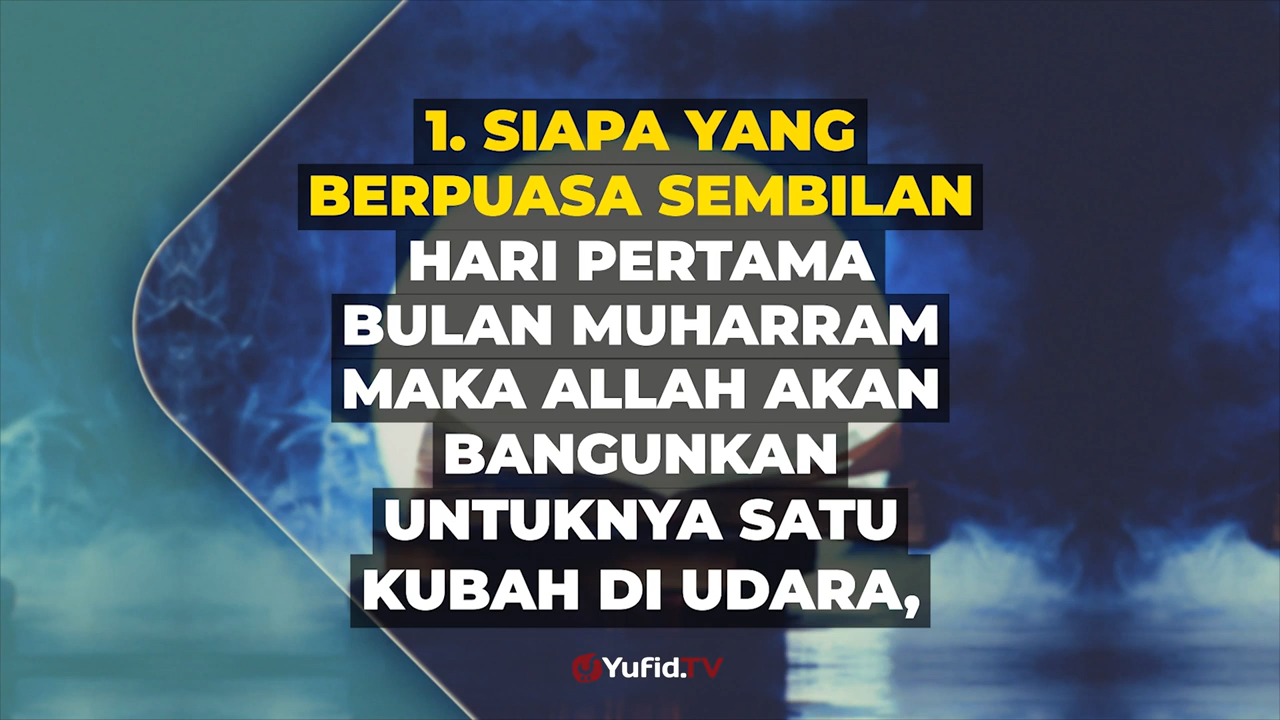 1. SIAPA YANG
BERPUASA SEMBILAN
HARI PERTAMA
BULAN MUHARRAM
MAKA ALLAH AKAN
BANGUNKAN
UNTUKNYA SATU
KUBAH DI UDARA,
Yufid.TV